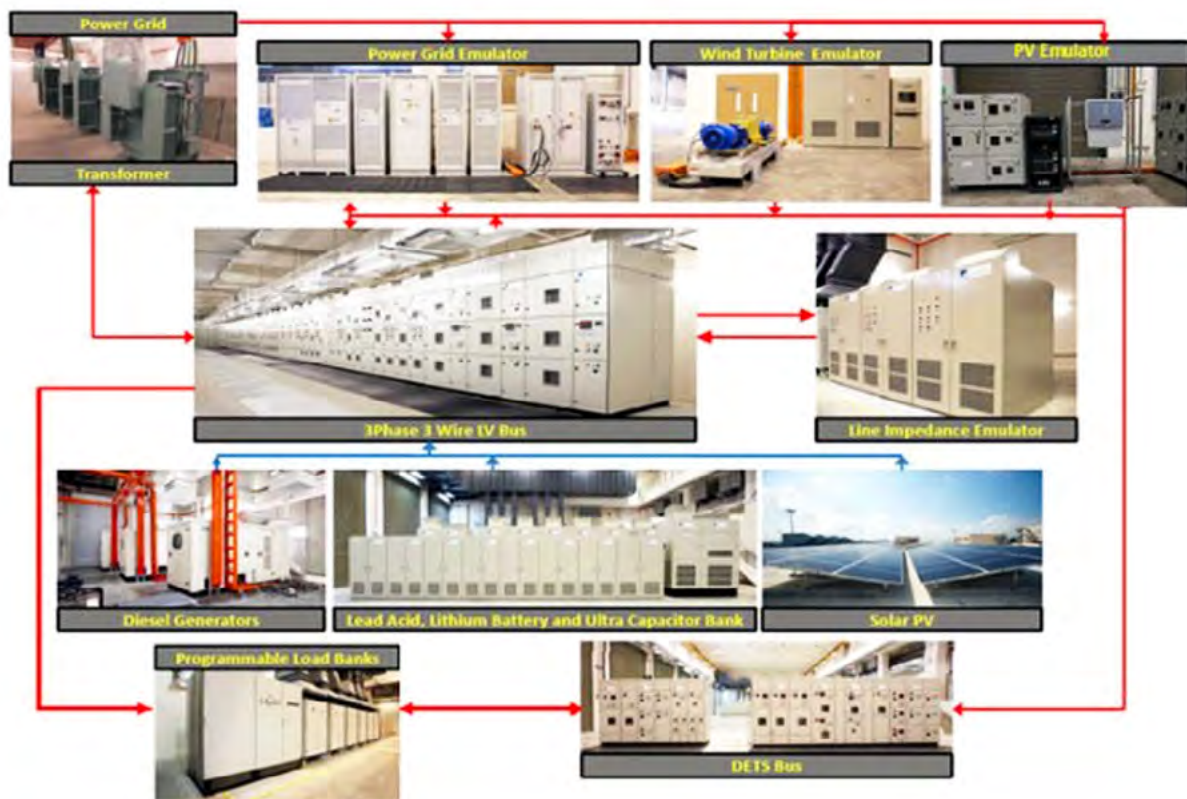 Power Grid
Power Grid Emulator
Wind Turbine Emulator
PV Emulator
Transformer
3Phase 3 Wire LV Bus
Line Impedance Emulator
Diesel Generators
Lead Acid, Lithium Battery and Ultra Capacitor Bank
Solar PV
Programmable Load Banks
DETS Bus